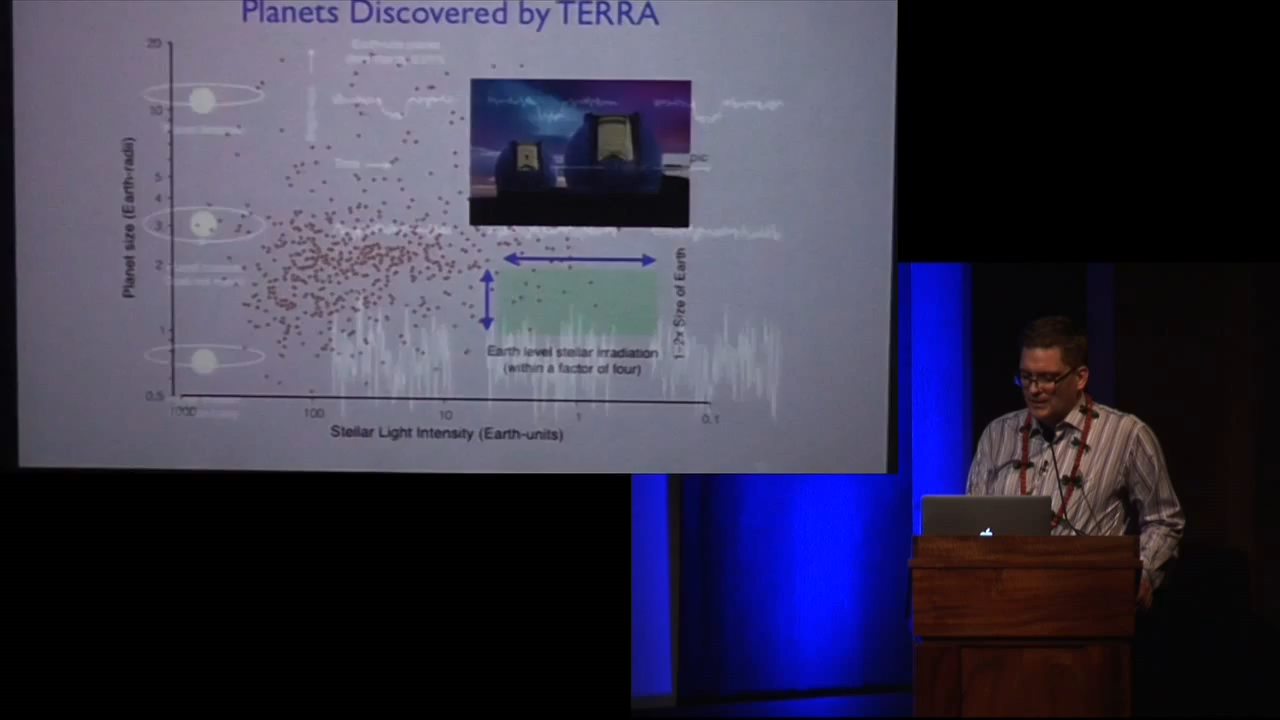 Planets Discovered by TERRA
20
10
5
4
3
2
1
0.5
Planet size (Earth-radii)
1-2x Size of Earth
Earth level stellar irradiation
(within a factor of four)
1000
100
10
1
0.1
Stellar Light Intensity (Earth-units)